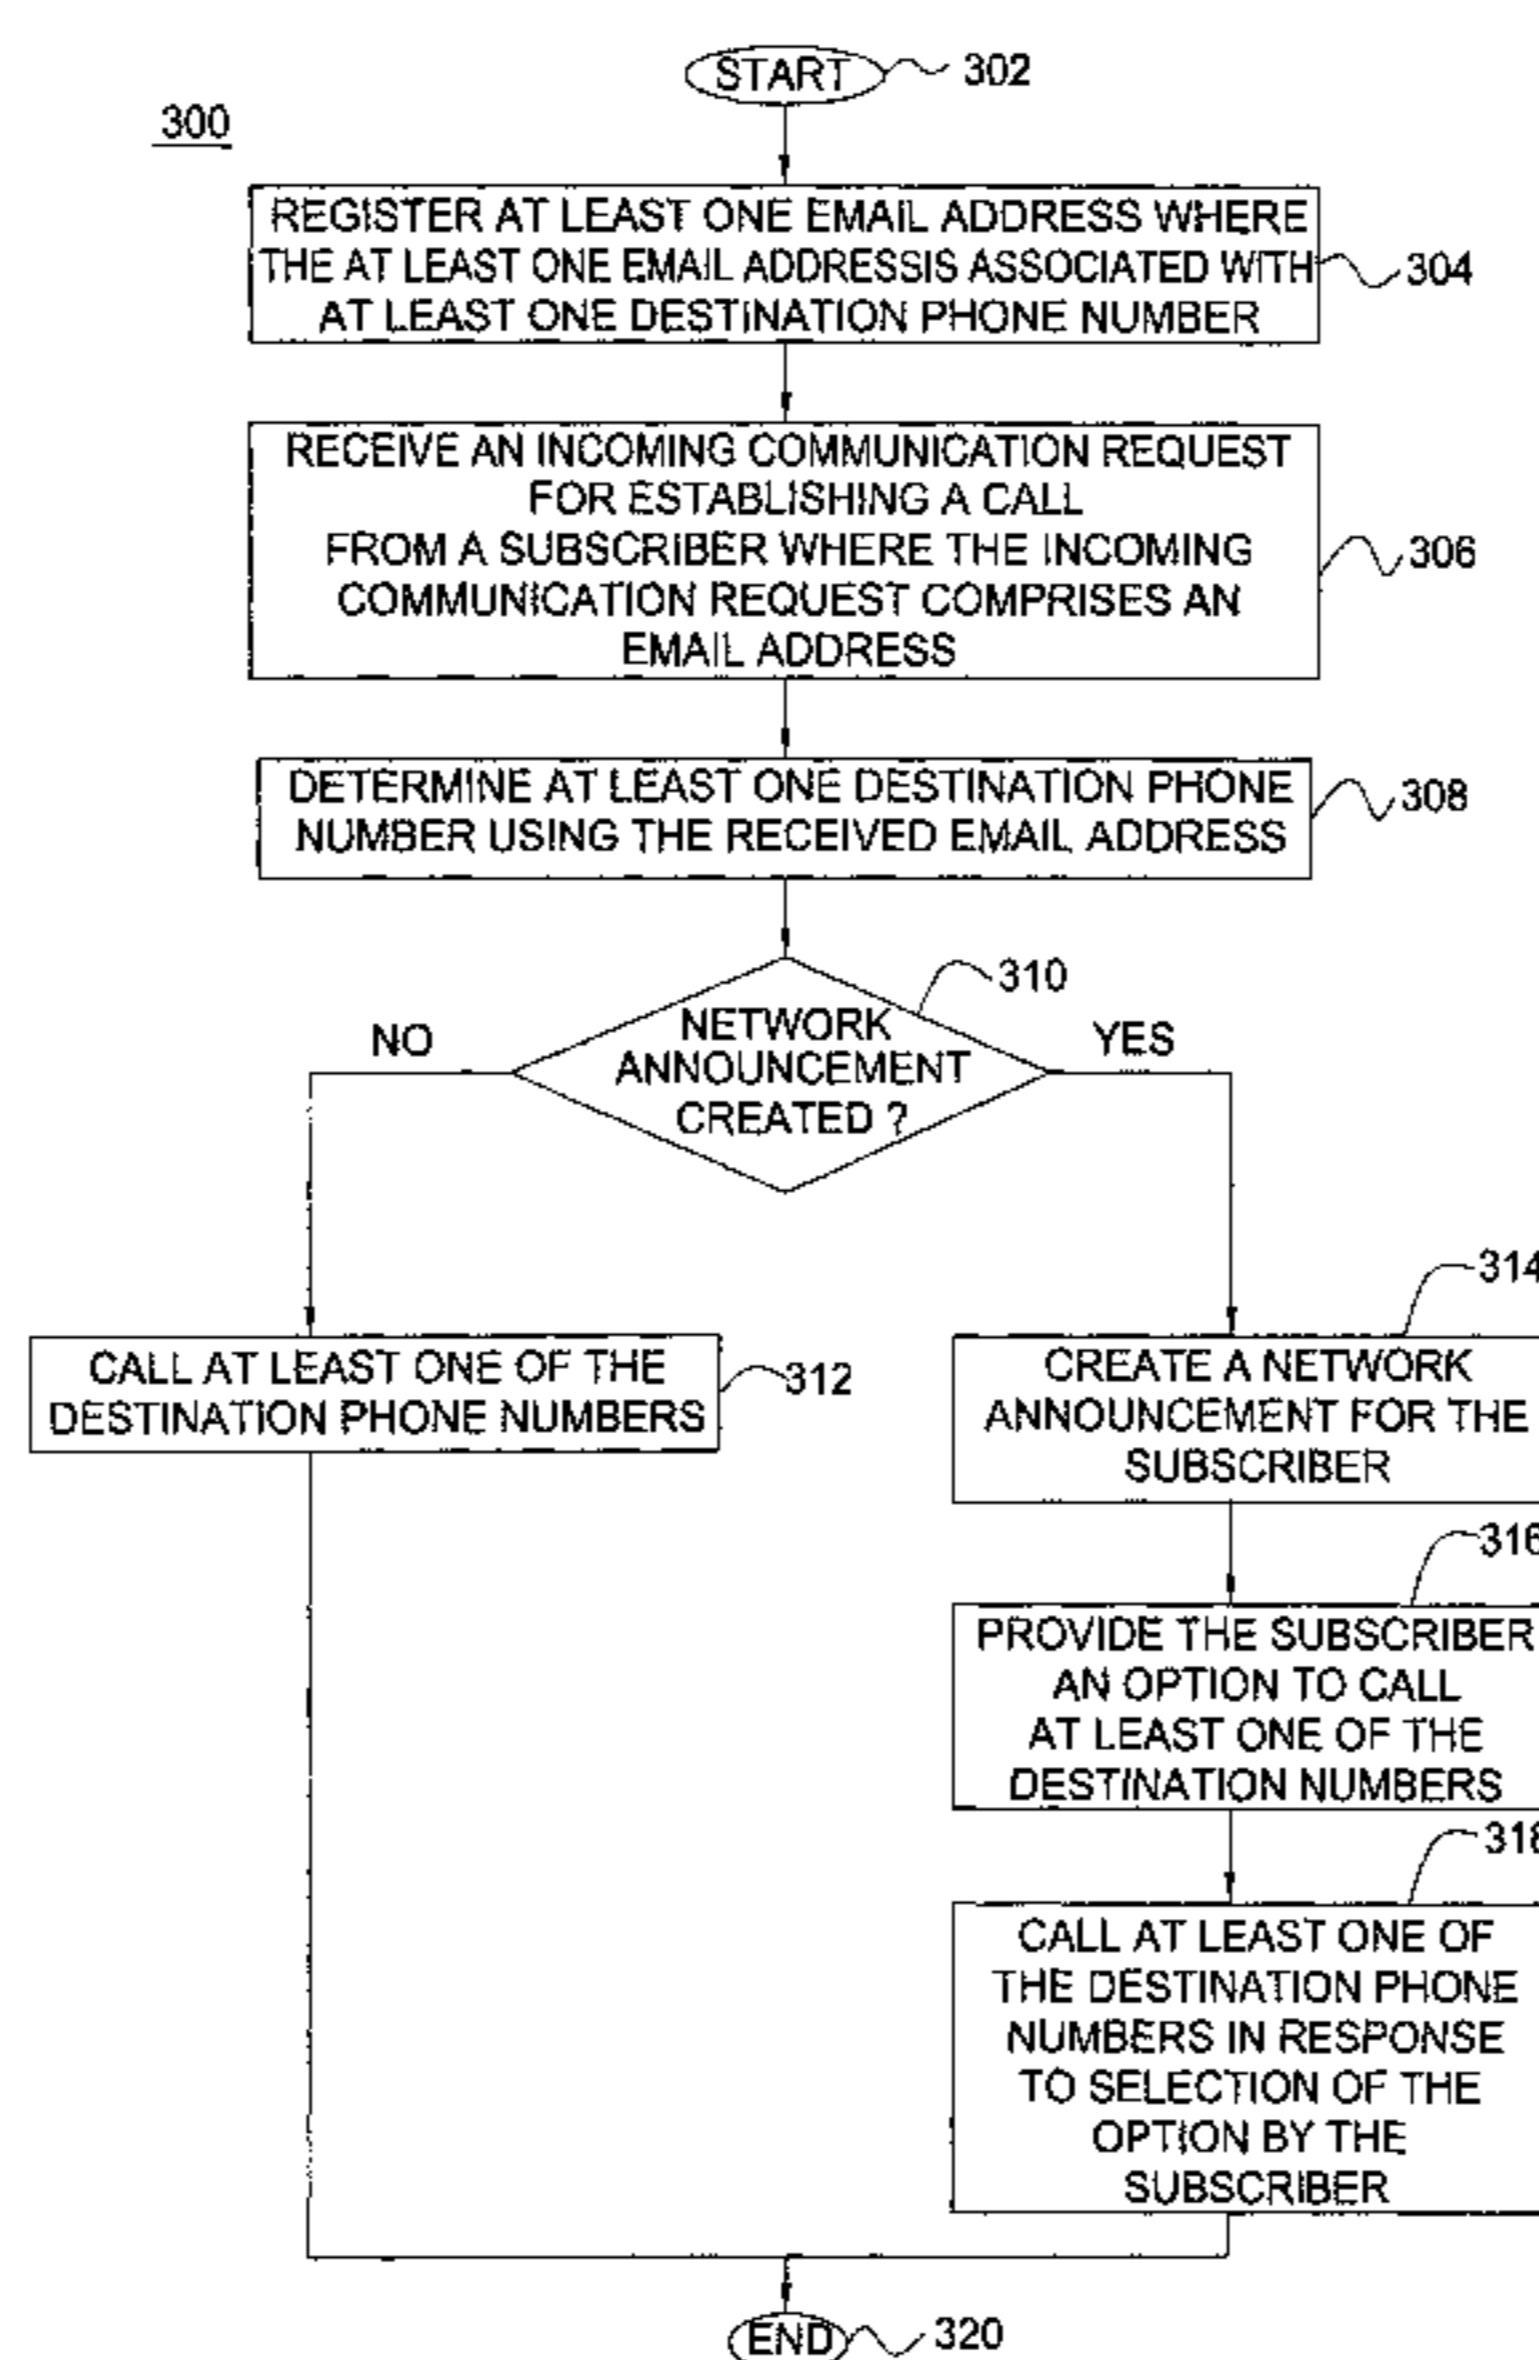 START
302
300
REGISTER AT LEAST ONE EMAIL ADDRESS WHERE
THE AT LEAST ONE EMAIL ADDRESSIS ASSOCIATED WITH
AT LEAST ONE DESTINATION PHONE NUMBER
304
RECEIVE AN INCOMING COMMUNICATION REQUEST
FOR ESTABLISHING A CALL
FROM A SUBSCRIBER WHERE THE INCOMING
COMMUNICATION REQUEST COMPRISES AN
EMAIL ADDRESS
306
DETERMINE AT LEAST ONE DESTINATION PHONE
NUMBER USING THE RECEIVED EMAIL ADDRESS
308
310
NETWORK
ANNOUNCEMENT
CREATED ?
NO
YES
CALL AT LEAST ONE OF THE
DESTINATION PHONE NUMBERS
312
314
CREATE A NETWORK
ANNOUNCEMENT FOR THE
SUBSCRIBER
316
PROVIDE THE SUBSCRIBER
AN OPTION TO CALL
AT LEAST ONE OF THE
DESTINATION NUMBERS
318
CALL AT LEAST ONE OF
THE DESTINATION PHONE
NUMBERS IN RESPONSE
TO SELECTION OF THE
OPTION BY THE
SUBSCRIBER
END
320